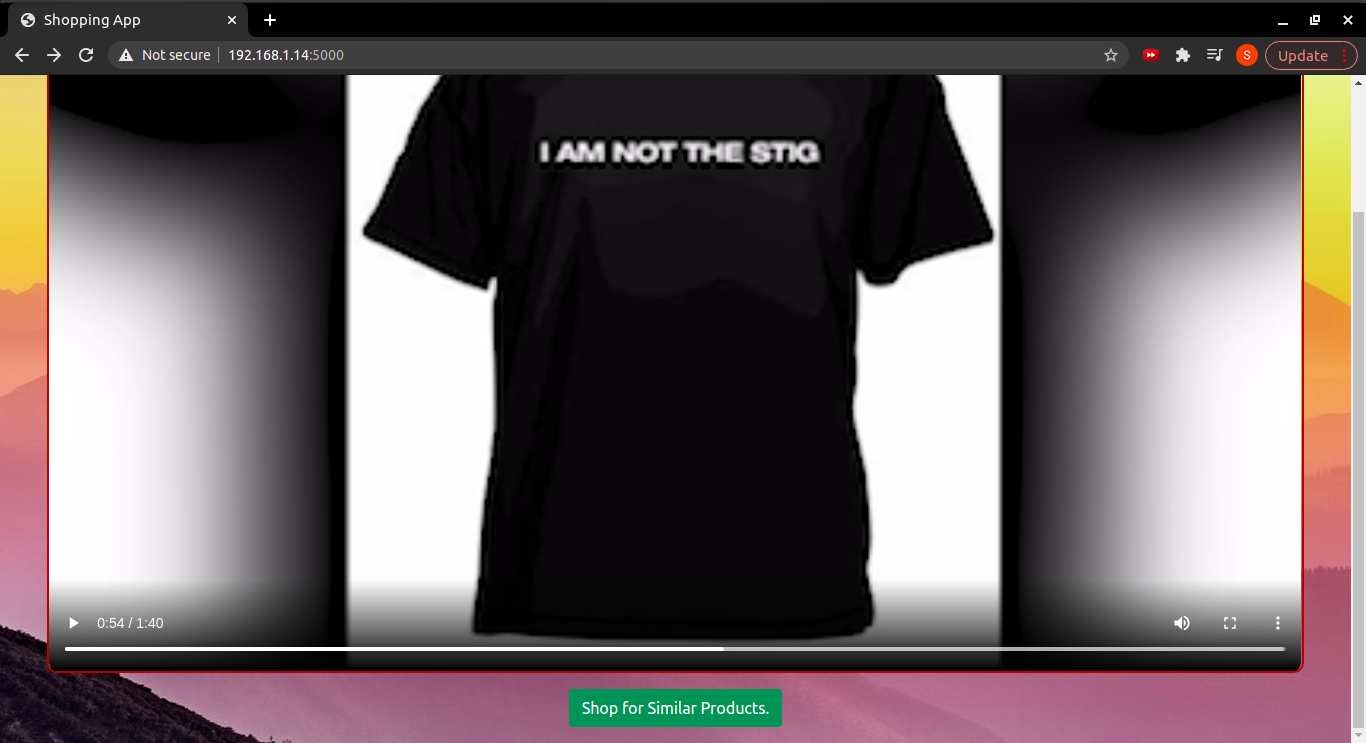 Shopping App
Not secure
192.168.1.14:5000
S
Update
I AM NOT THE STIG
0:54 / 1:40
Shop for Similar Products.